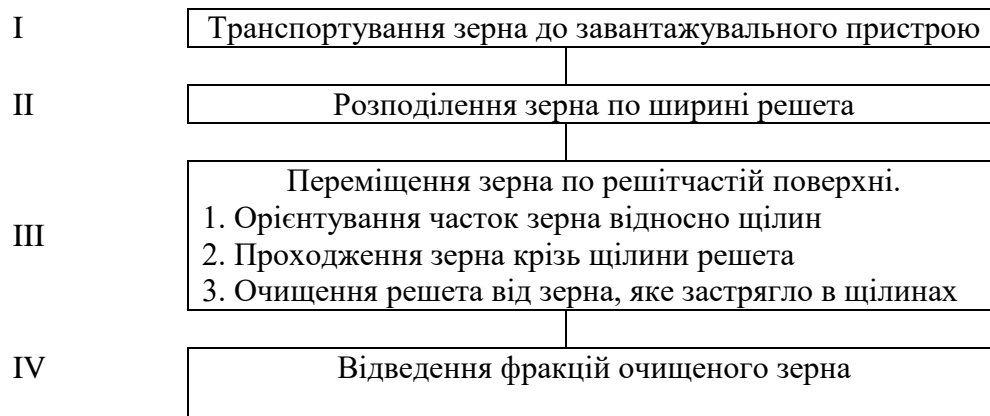 I Транспортування зерна до завантажувального пристрою
II Розподілення зерна по ширині решета
Переміщення зерна по решітчастій поверхні.
1. Орієнтування часток зерна відносно щілин
III
2. Проходження зерна крізь щілини решета
3. Очищення решета від зерна, яке застрягло в щілинах
IV Відведення фракцій очищеного зерна